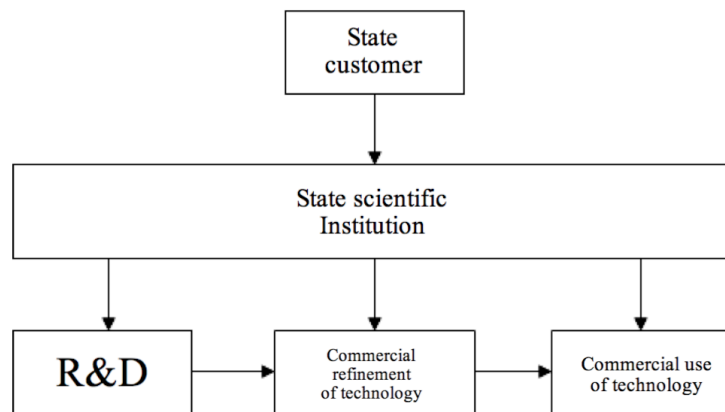 State
customer
State scientific
Institution
R&D
Commercial
refinement
of technology
Commercial use
of technology